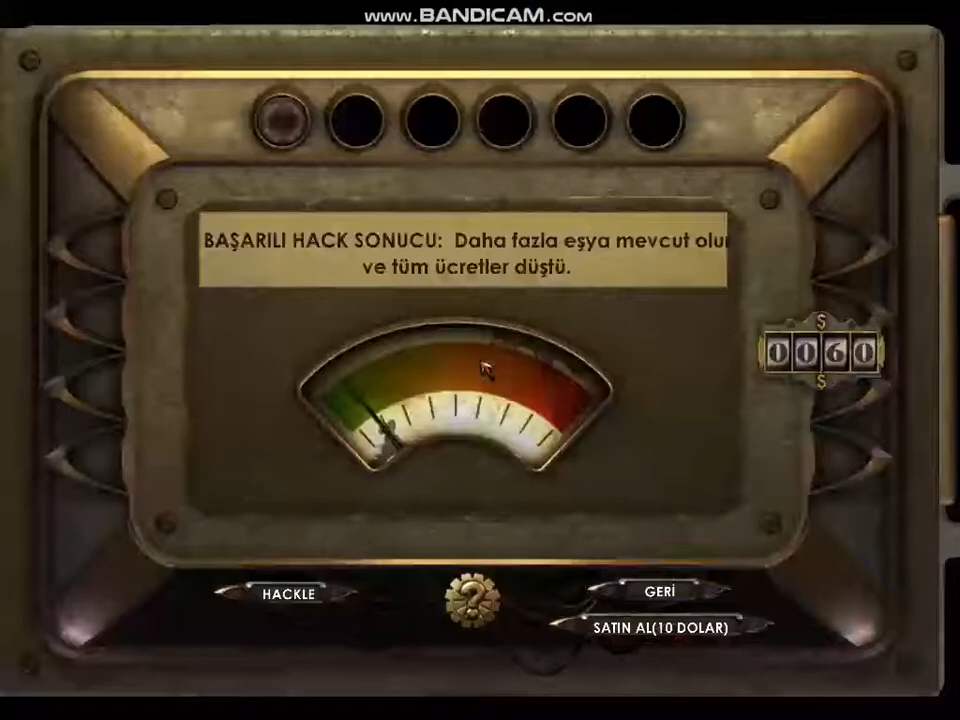 www.BANDICAM.com
BAŞARILI HACK SONUCU: Daha fazla eşya mevcut olur
ve tüm ücretler düştü.
$
0060
$
HACKLE
?
GERİ
SATIN AL(10 DOLAR)